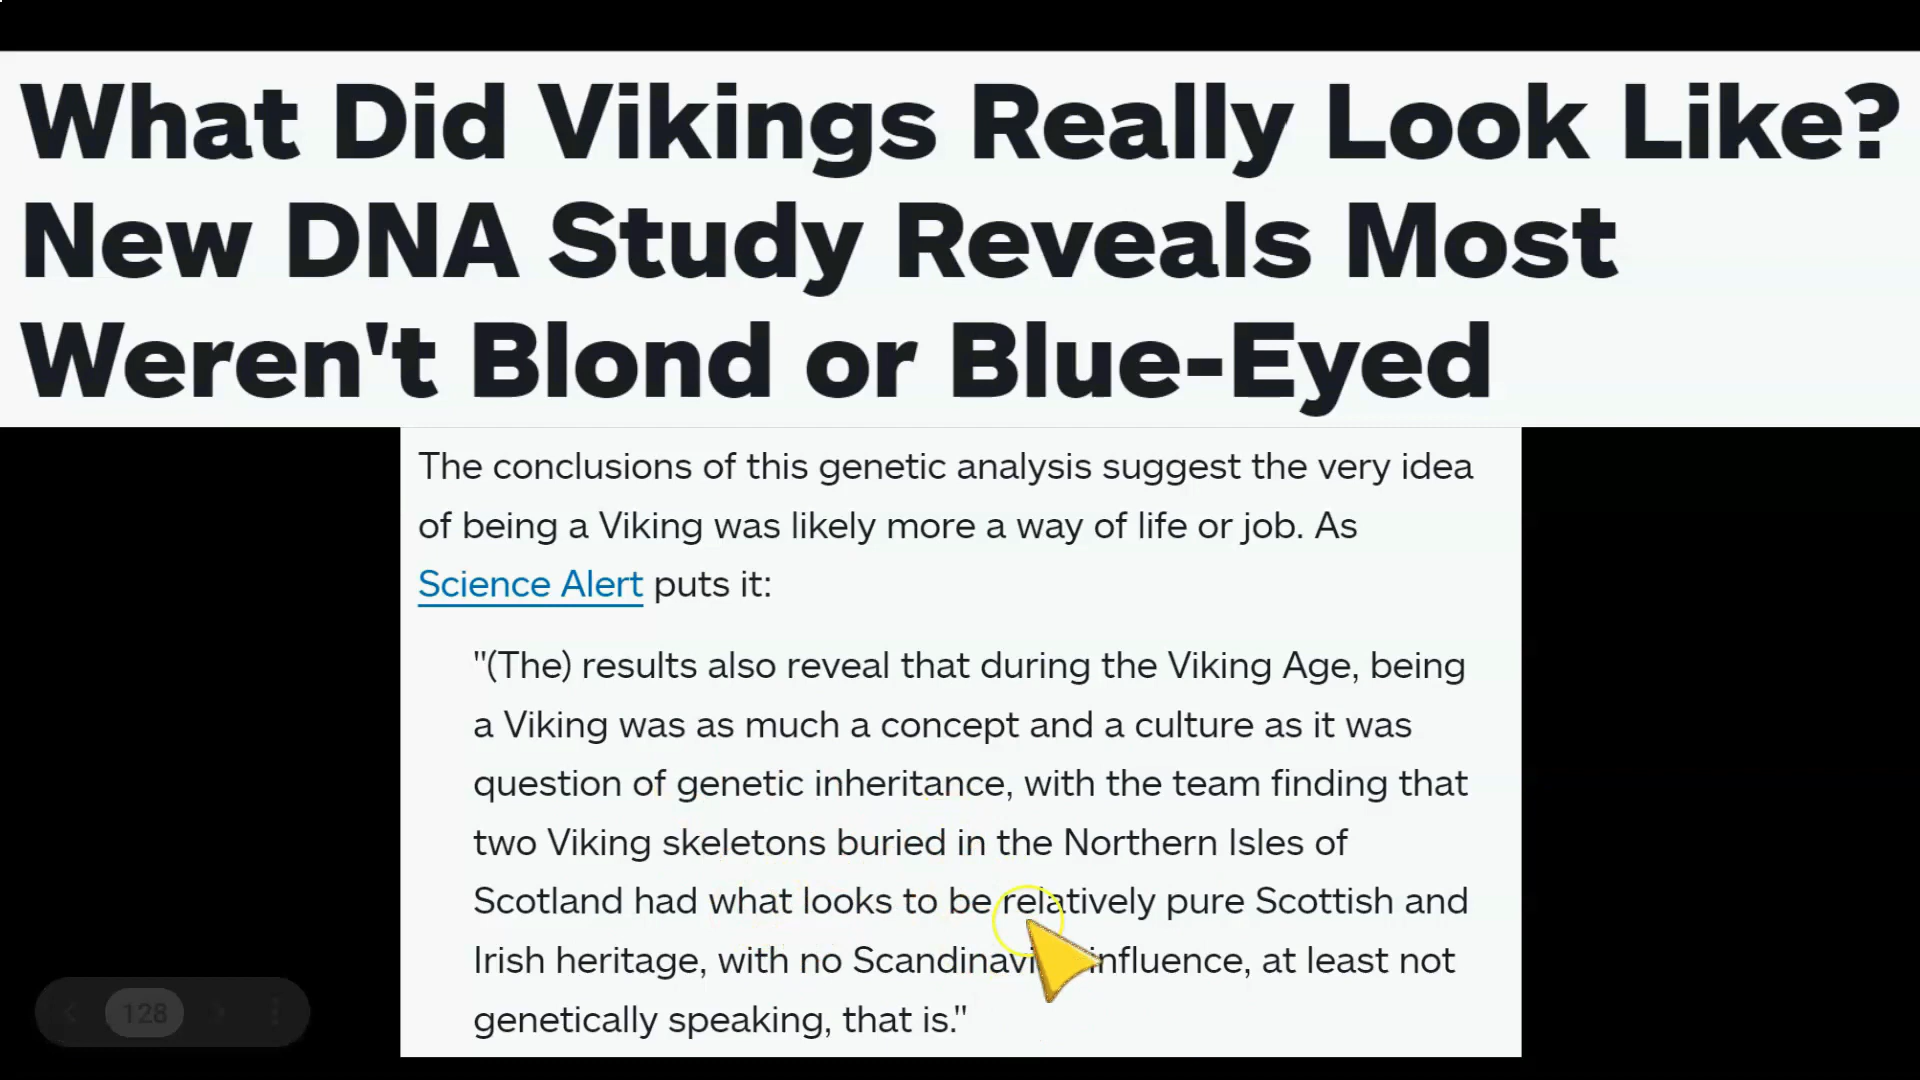 What Did Vikings Really Look Like?
New DNA Study Reveals Most
Weren't Blond or Blue-Eyed
The conclusions of this genetic analysis suggest the very idea
of being a Viking was likely more a way of life or job. As
Science Alert puts it:
"(The) results also reveal that during the Viking Age, being
a Viking was as much a concept and a culture as it was
question of genetic inheritance, with the team finding that
two Viking skeletons buried in the Northern Isles of
Scotland had what looks to be relatively pure Scottish and
Irish heritage, with no Scandinavian influence, at least not
genetically speaking, that is."
128